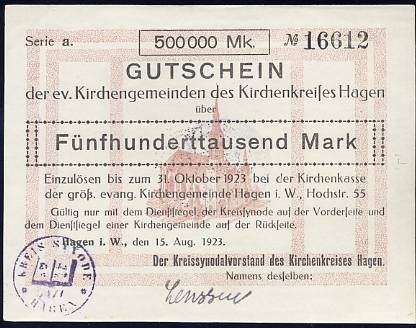 Serie a.
500000 Mk.
№ 16612
GUTSCHEIN
der ev. Kirchengemeinden des Kirchenkreises Hagen
über
Fünfhunderttausend Mark
Einzulösen bis zum 31. Oktober 1923 bei der Kirchenkasse
der größ. evang. Kirchengemeinde Hagen i. W., Hochstr. 55
Gültig nur mit dem Dienstsiegel der Kreissynode auf der Vorderseite und
dem Dienstsiegel einer Kirchengemeinde auf der Rückseite.
Hagen i. W., den 15. Aug. 1923.
Der Kreissynodalvorstand des Kirchenkreises Hagen.
Namens desselben:
Lenssen
KREIS SYNODE
HAGEN